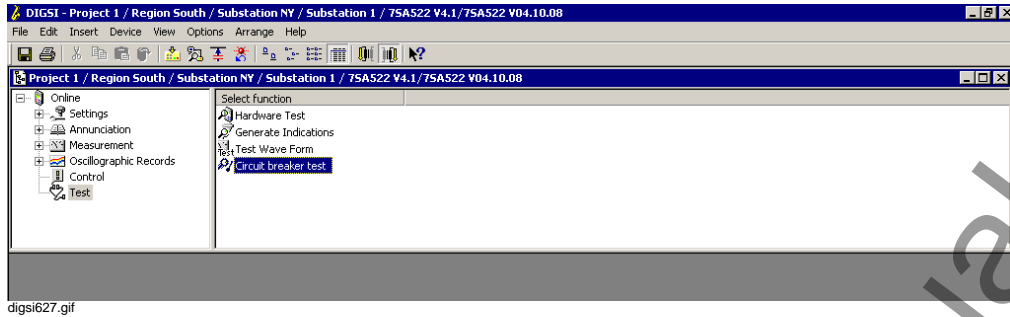 DIGSI - Project 1 / Region South / Substation NY / Substation 1 / 7SA522 V4.1/7SA522 V04.10.08
File Edit Insert Device View Options Arrange Help
Project 1 / Region South / Substation NY / Substation 1 / 7SA522 V4.1/7SA522 V04.10.08
Online
Settings
Annunciation
Measurement
Oscillographic Records
Control
Test
Select function
Hardware Test
Generate Indications
Test Wave Form
Circuit breaker test
digsi627.gif